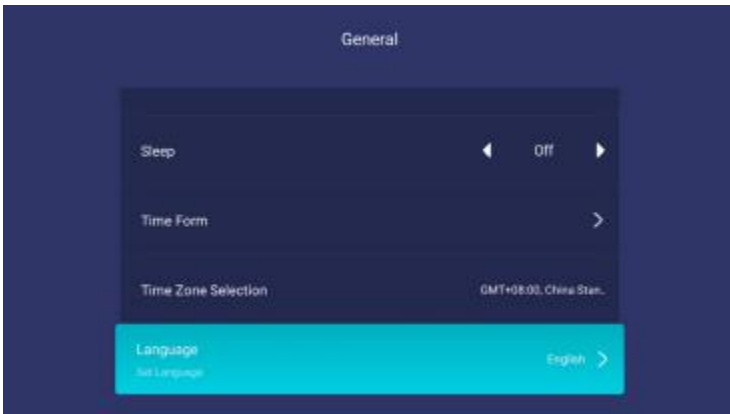 General
Sleep
Off
Time Form
Time Zone Selection
GMT+08:00, China Stan..
Language
English
Set Language